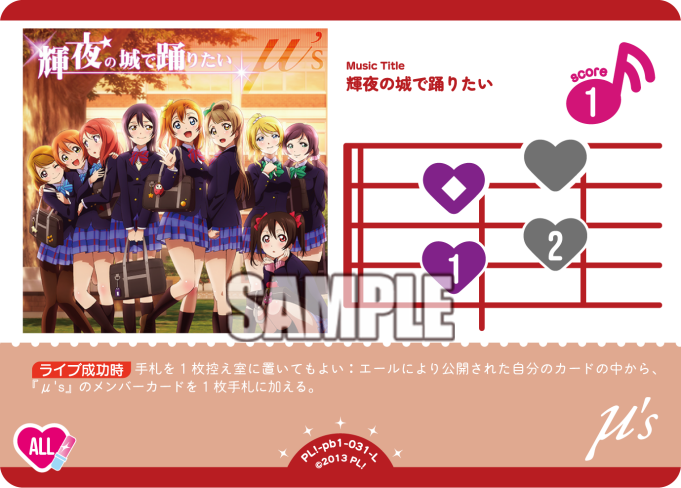 輝夜の城で踊りたい
μ's
Music Title
輝夜の城で踊りたい
score
1
1
2
SAMPLE
ライブ成功時 手札を1枚控え室に置いてもよい：エールにより公開された自分のカードの中から、
『μ's』のメンバーカードを1枚手札に加える。
ALL
PL!-pb1-031-L
©2013 PL!
μ's